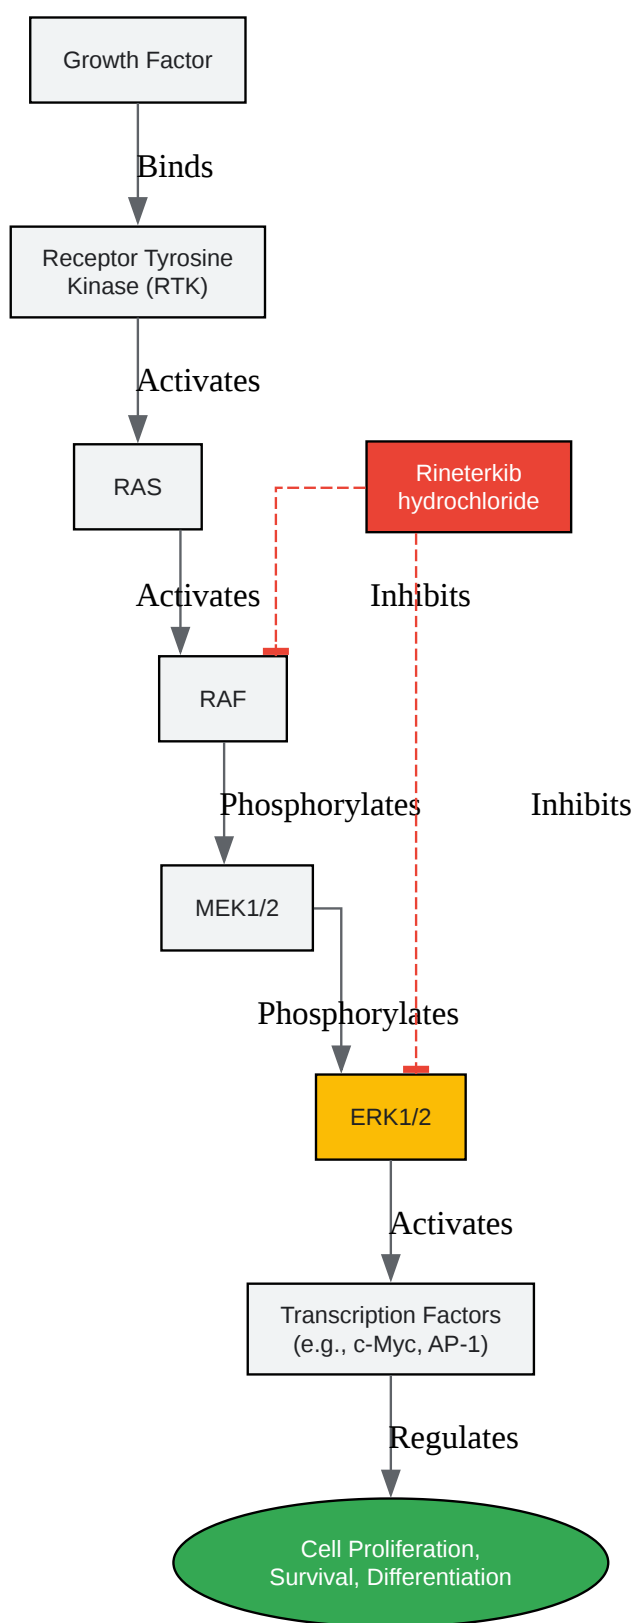 Growth Factor
Binds
Receptor Tyrosine
Kinase (RTK)
Activates
RAS
Rineterkib
hydrochloride
Activates
Inhibits
RAF
Phosphorylates
Inhibits
MEK1/2
Phosphorylates
ERK1/2
Activates
Transcription Factors
(e.g., c-Myc, AP-1)
Regulates
Cell Proliferation,
Survival, Differentiation